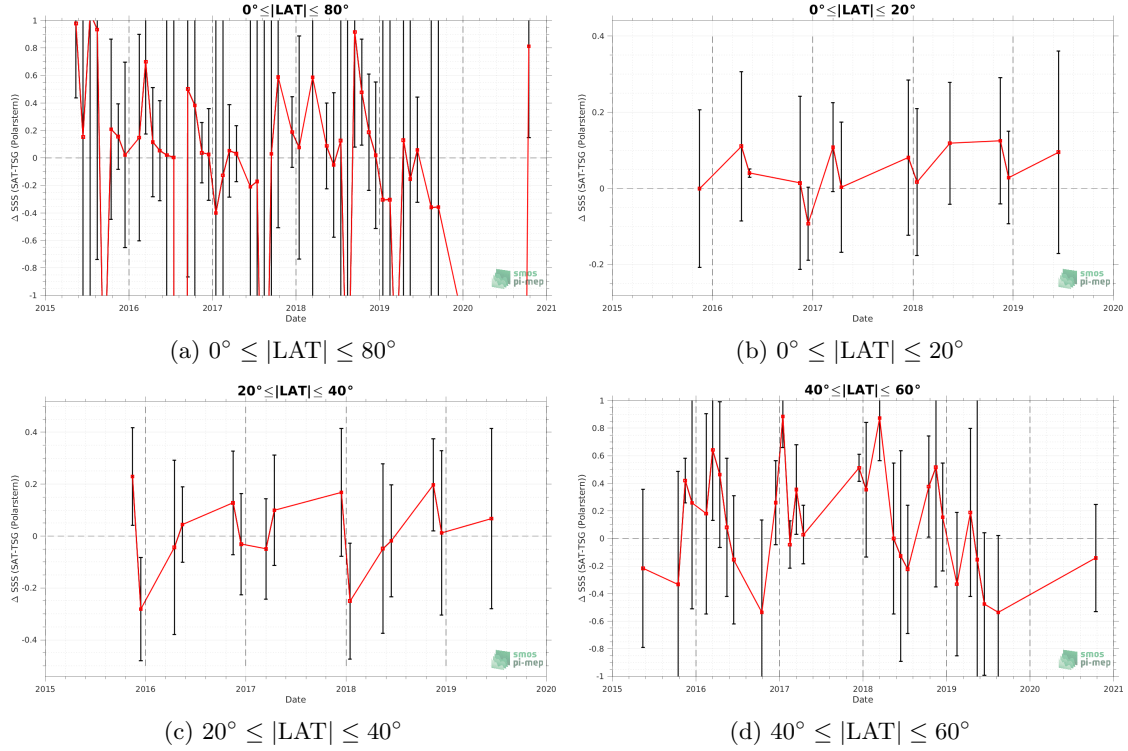 0°≤|LAT|≤ 80°
Δ SSS (SAT-TSG (Polarstern))
1
0.8
0.6
0.4
0.2
0
-0.2
-0.4
-0.6
-0.8
-1
2015 2016 2017 2018 2019 2020 2021
Date
smos
pi-mep
(a) 0° ≤ |LAT| ≤ 80°
0°≤|LAT|≤ 20°
Δ SSS (SAT-TSG (Polarstern))
0.4
0.2
0
-0.2
2015 2016 2017 2018 2019 2020
Date
smos
pi-mep
(b) 0° ≤ |LAT| ≤ 20°
20°≤|LAT|≤ 40°
Δ SSS (SAT-TSG (Polarstern))
0.4
0.2
0
-0.2
-0.4
2015 2016 2017 2018 2019 2020
Date
smos
pi-mep
(c) 20° ≤ |LAT| ≤ 40°
40°≤|LAT|≤ 60°
Δ SSS (SAT-TSG (Polarstern))
1
0.8
0.6
0.4
0.2
0
-0.2
-0.4
-0.6
-0.8
-1
2015 2016 2017 2018 2019 2020 2021
Date
smos
pi-mep
(d) 40° ≤ |LAT| ≤ 60°